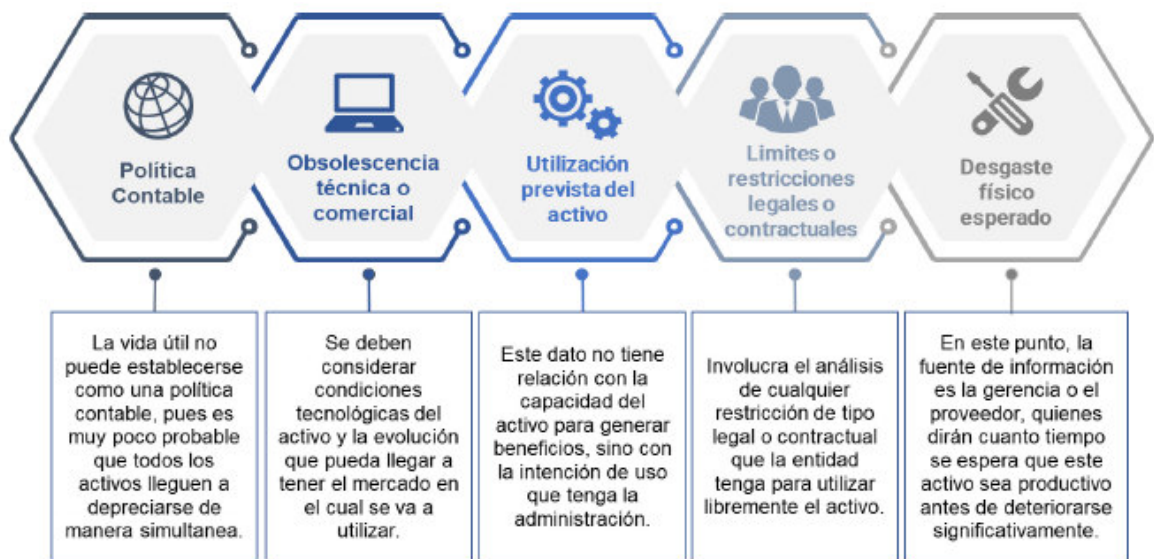 Política
Contable
Obsolescencia
técnica o
comercial
Utilización
prevista del
activo
Limites o
restricciones
legales o
contractuales
Desgaste
físico
esperado
La vida útil no
puede establecerse
como una política
contable, pues es
muy poco probable
que todos los
activos lleguen a
depreciarse de
manera simultanea.
Se deben
considerar
condiciones
tecnológicas del
activo y la evolución
que pueda llegar a
tener el mercado en
el cual se va a
utilizar.
Este dato no tiene
relación con la
capacidad del
activo para generar
beneficios, sino con
la intención de uso
que tenga la
administración.
Involucra el análisis
de cualquier
restricción de tipo
legal o contractual
que la entidad
tenga para utilizar
libremente el activo.
En este punto, la
fuente de información
es la gerencia o el
proveedor, quienes
dirán cuanto tiempo
se espera que este
activo sea productivo
antes de deteriorarse
significativamente.